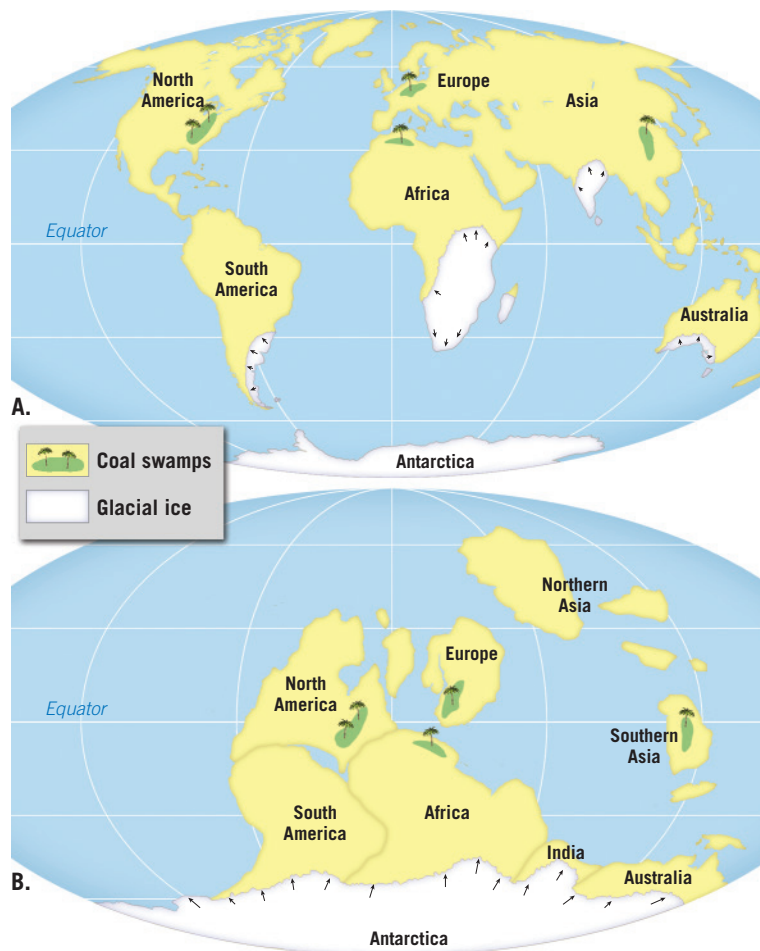 North
America
Europe
Asia
Africa
Equator
South
America
Australia
A.
Antarctica
Coal swamps
Glacial ice
Northern
Asia
Europe
North
America
Equator
Southern
Asia
South
America
Africa
India
B.
Australia
Antarctica